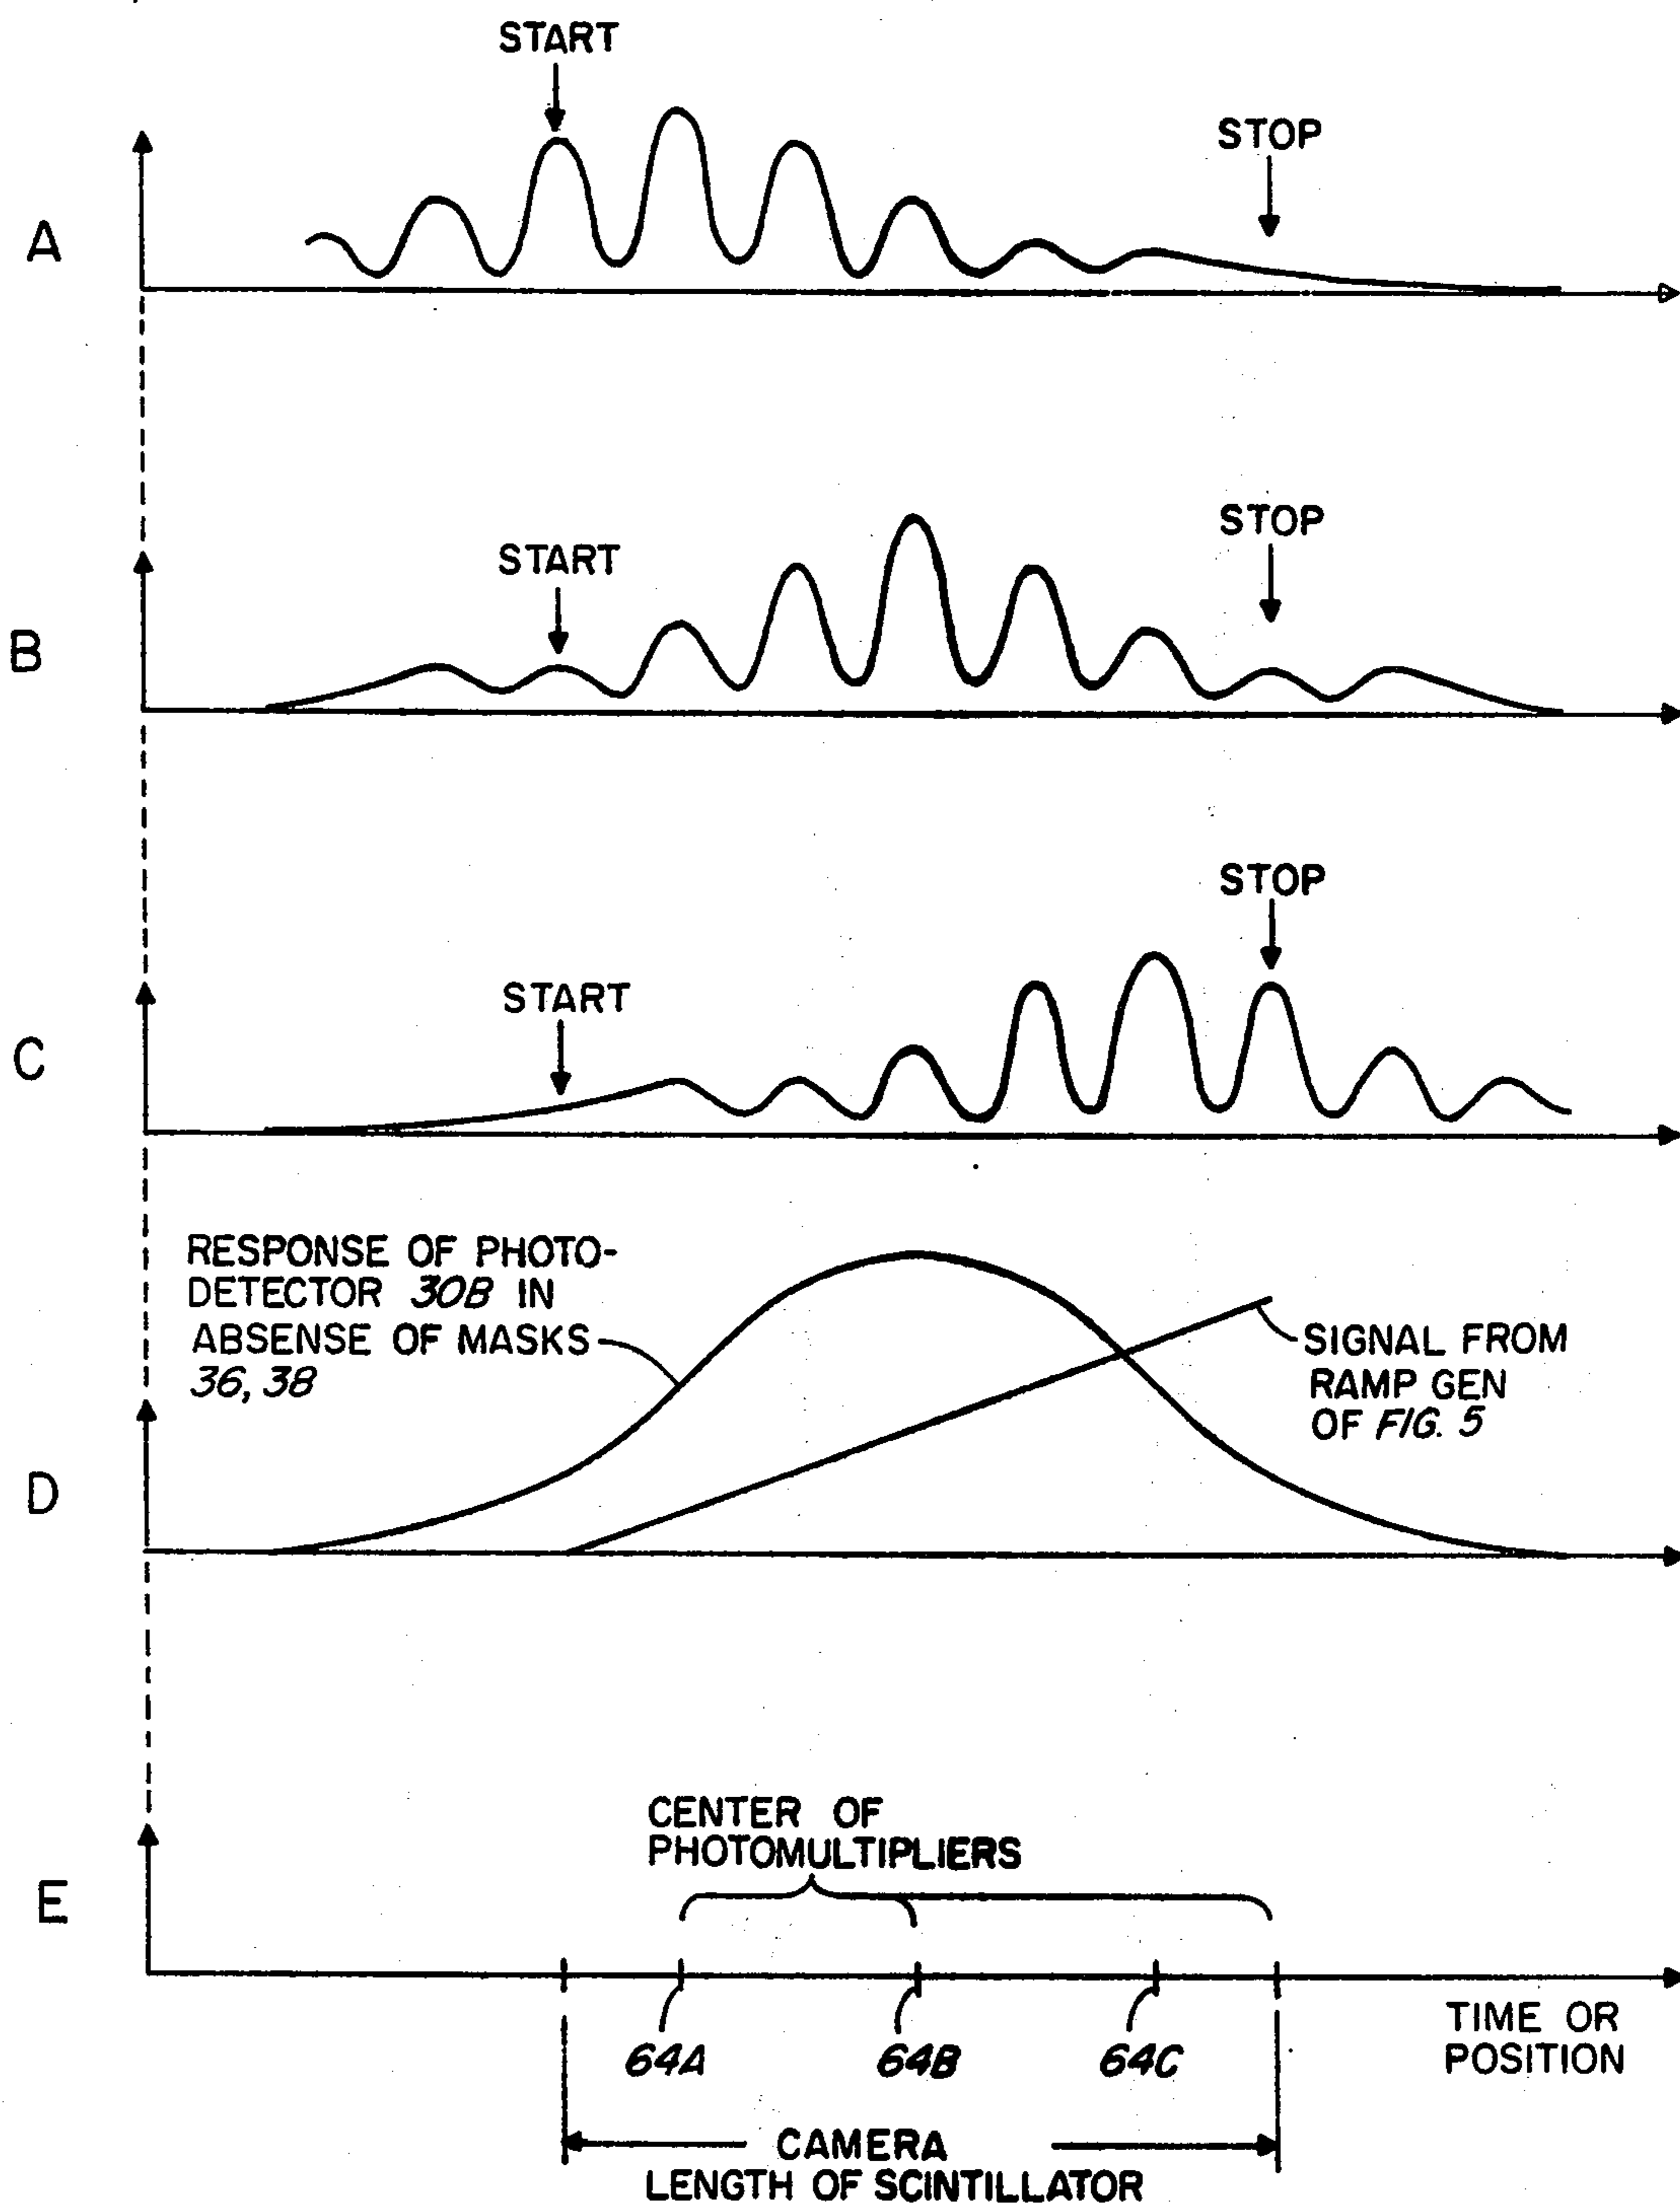 START
STOP
A
STOP
START
B
STOP
START
C
RESPONSE OF PHOTO-
DETECTOR 30B IN
ABSENSE OF MASKS
36, 38
SIGNAL FROM
RAMP GEN
OF FIG. 5
D
CENTER OF
PHOTOMULTIPLIERS
E
64A 64B 64C
TIME OR
POSITION
CAMERA
LENGTH OF SCINTILLATOR